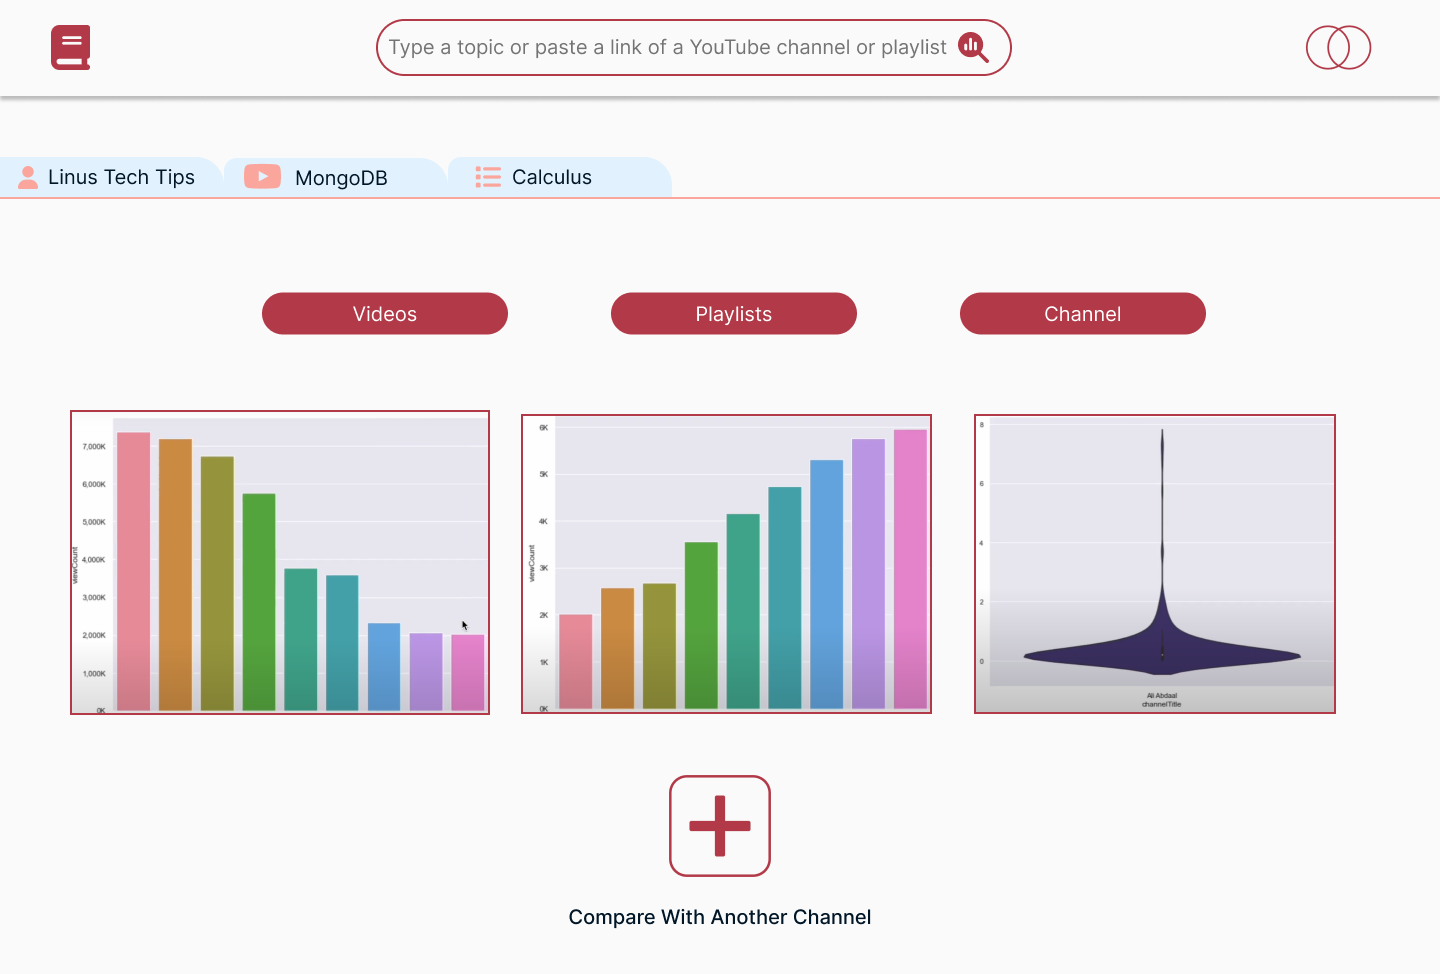 Type a topic or paste a link of a YouTube channel or playlist
Linus Tech Tips
MongoDB
Calculus
Videos
Playlists
Channel
viewCount
7,000K
6,000K
5,000K
4,000K
3,000K
2,000K
1,000K
0K
viewCount
6K
5K
4K
3K
2K
1K
0K
8
6
4
2
0
Ali Abdaal
channelTitle
Compare With Another Channel